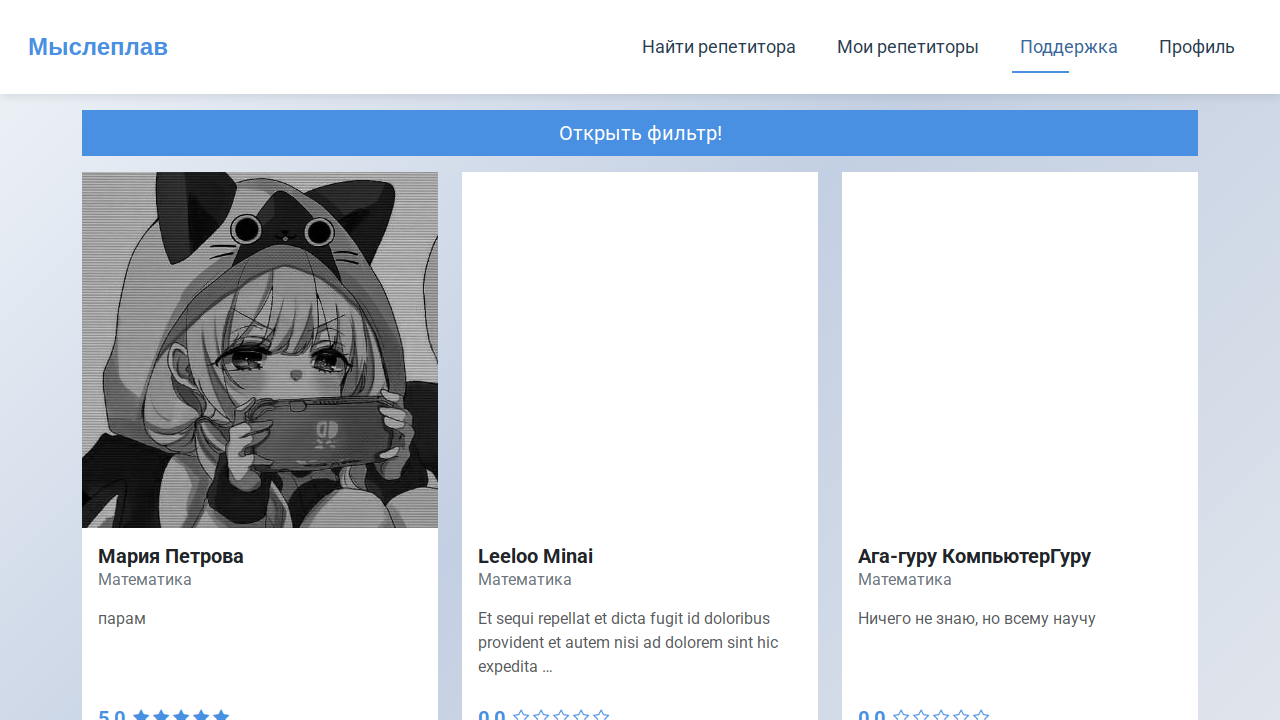 Мыслеплав
Найти репетитора
Мои репетиторы
Поддержка
Профиль
Открыть фильтр!
Мария Петрова
Математика
парам
5.0
Leeloo Minai
Математика
Et sequi repellat et dicta fugit id doloribus
provident et autem nisi ad dolorem sint hic
expedita ...
0.0
Ага-гуру КомпьютерГуру
Математика
Ничего не знаю, но всему научу
0.0